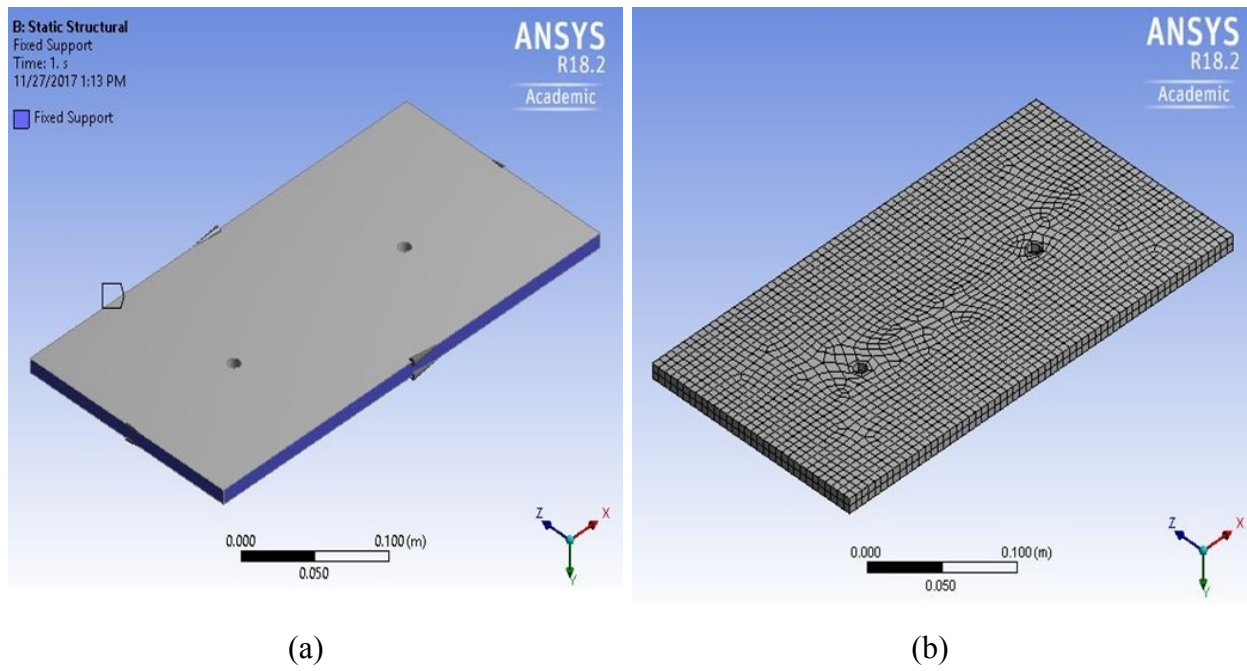 B: Static Structural
Fixed Support
Time: 1. s
11/27/2017 1:13 PM
Fixed Support
ANSYS
R18.2
Academic
0.000
0.100 (m)
0.050
Z
X
Y
ANSYS
R18.2
Academic
0.000
0.100 (m)
0.050
Z
X
Y
(a)
(b)